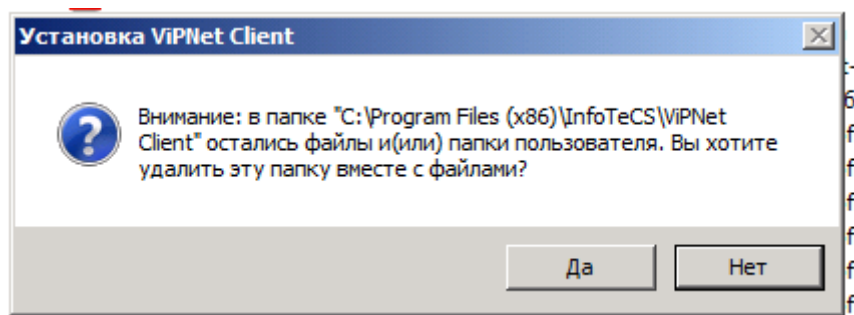 Установка ViPNet Client
Внимание: в папке "C:\Program Files (x86)\InfoTeCS\ViPNet
Client" остались файлы и(или) папки пользователя. Вы хотите
удалить эту папку вместе с файлами?
Да
Нет